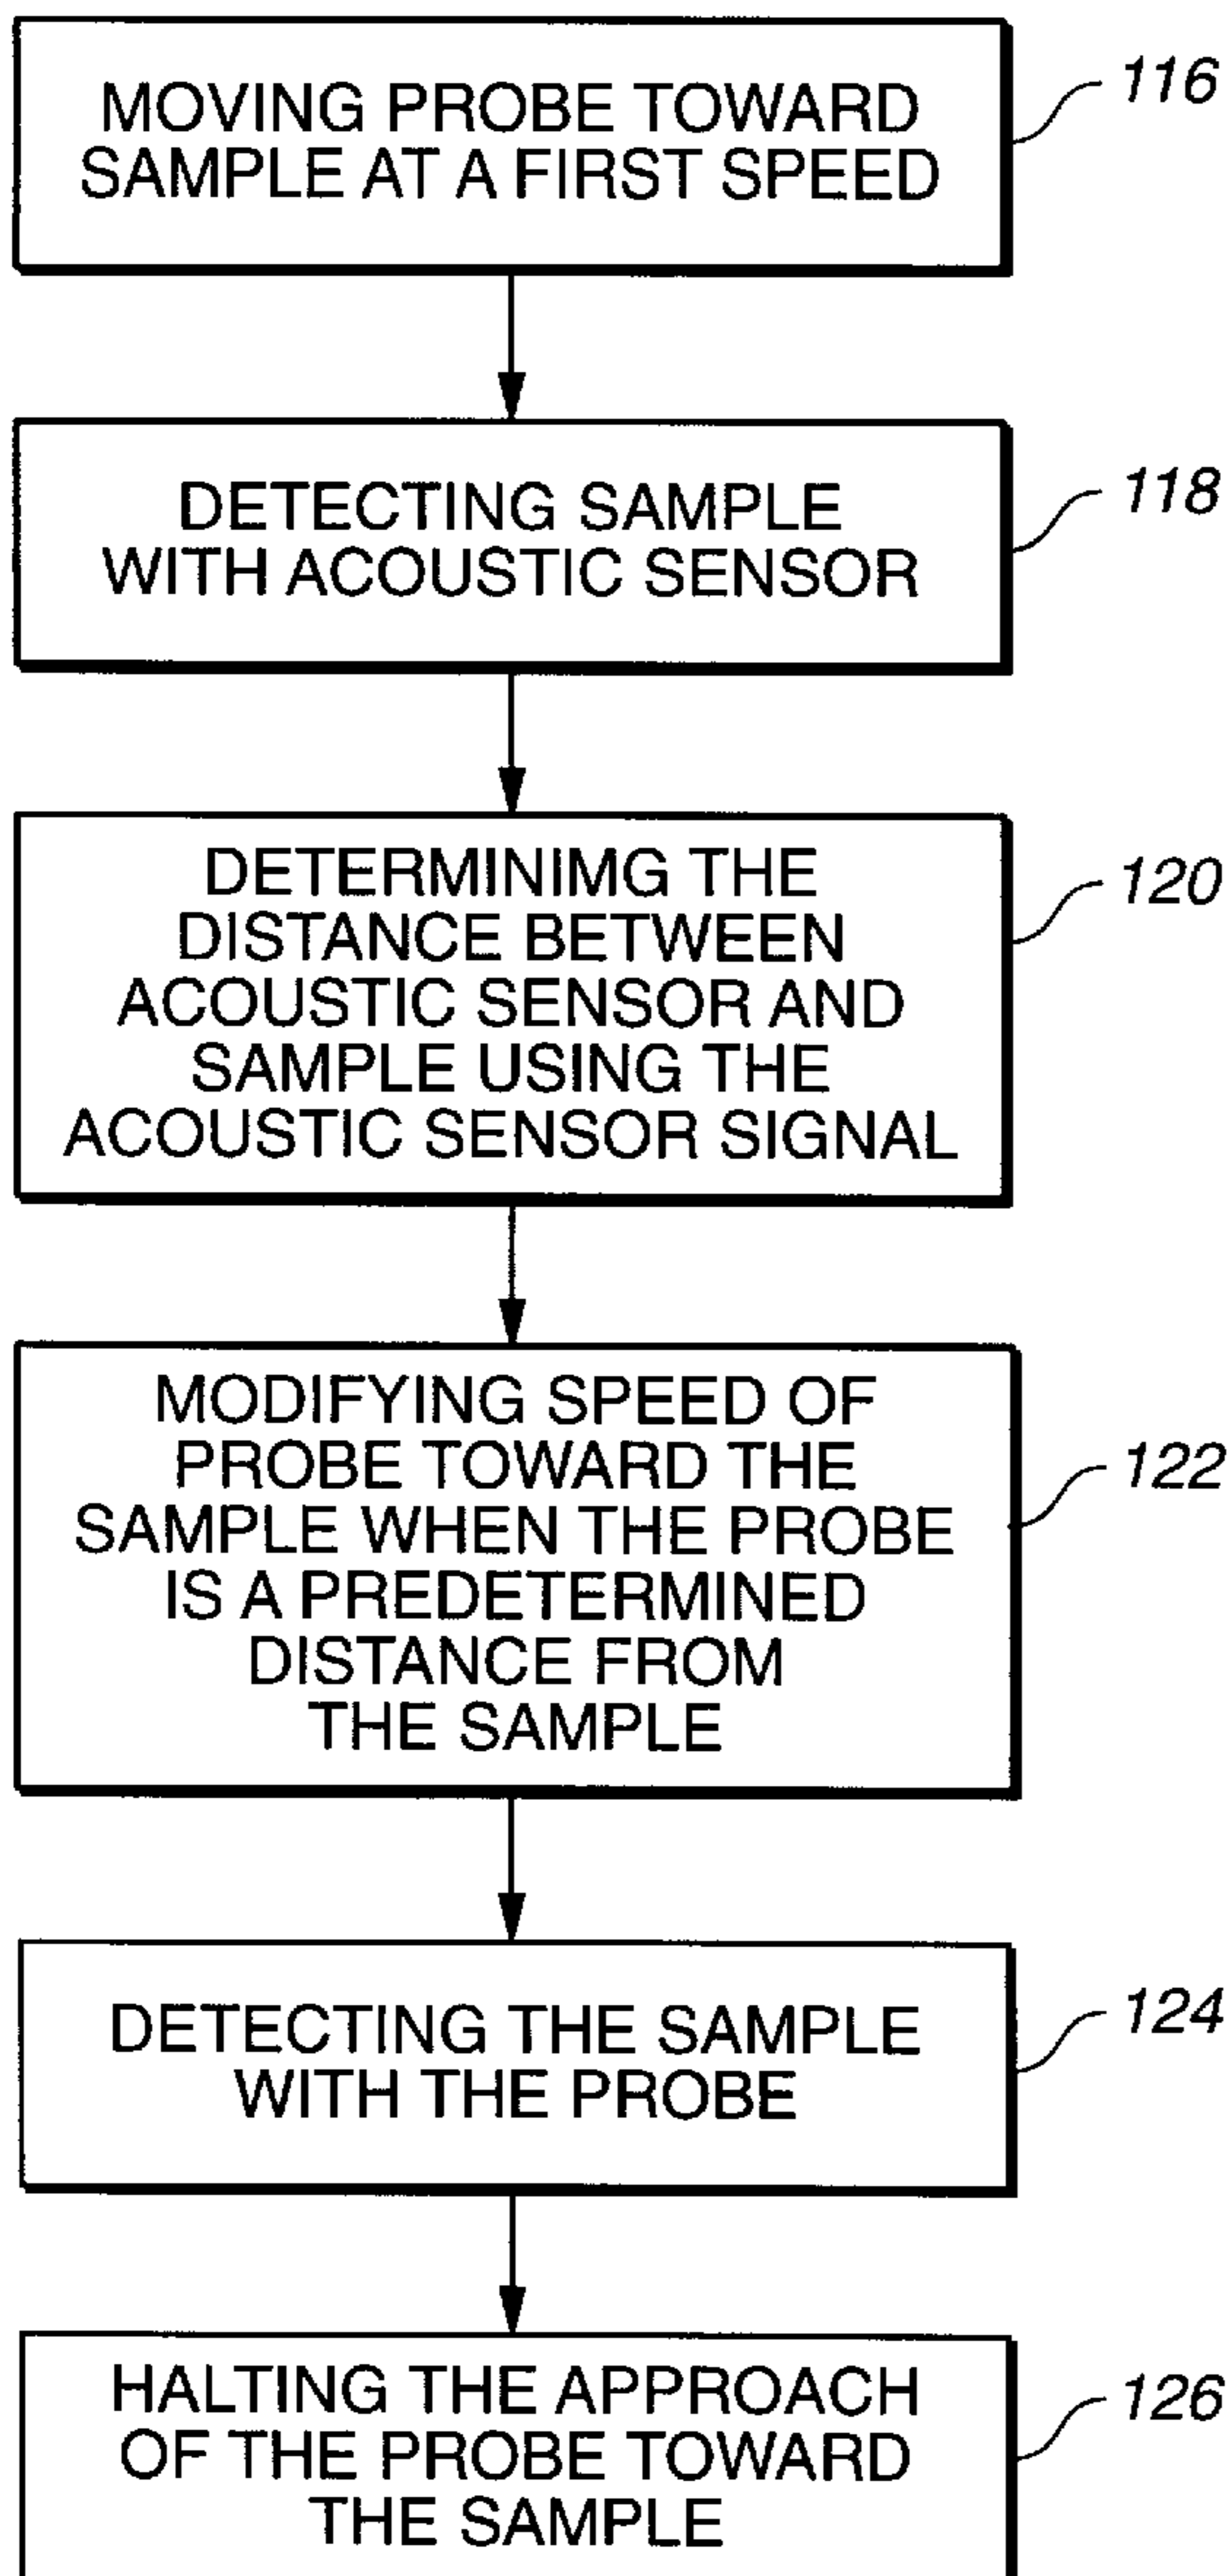 MOVING PROBE TOWARD
SAMPLE AT A FIRST SPEED
116
DETECTING SAMPLE
WITH ACOUSTIC SENSOR
118
DETERMINIMG THE
DISTANCE BETWEEN
ACOUSTIC SENSOR AND
SAMPLE USING THE
ACOUSTIC SENSOR SIGNAL
120
MODIFYING SPEED OF
PROBE TOWARD THE
SAMPLE WHEN THE PROBE
IS A PREDETERMINED
DISTANCE FROM
THE SAMPLE
122
DETECTING THE SAMPLE
WITH THE PROBE
124
HALTING THE APPROACH
OF THE PROBE TOWARD
THE SAMPLE
126